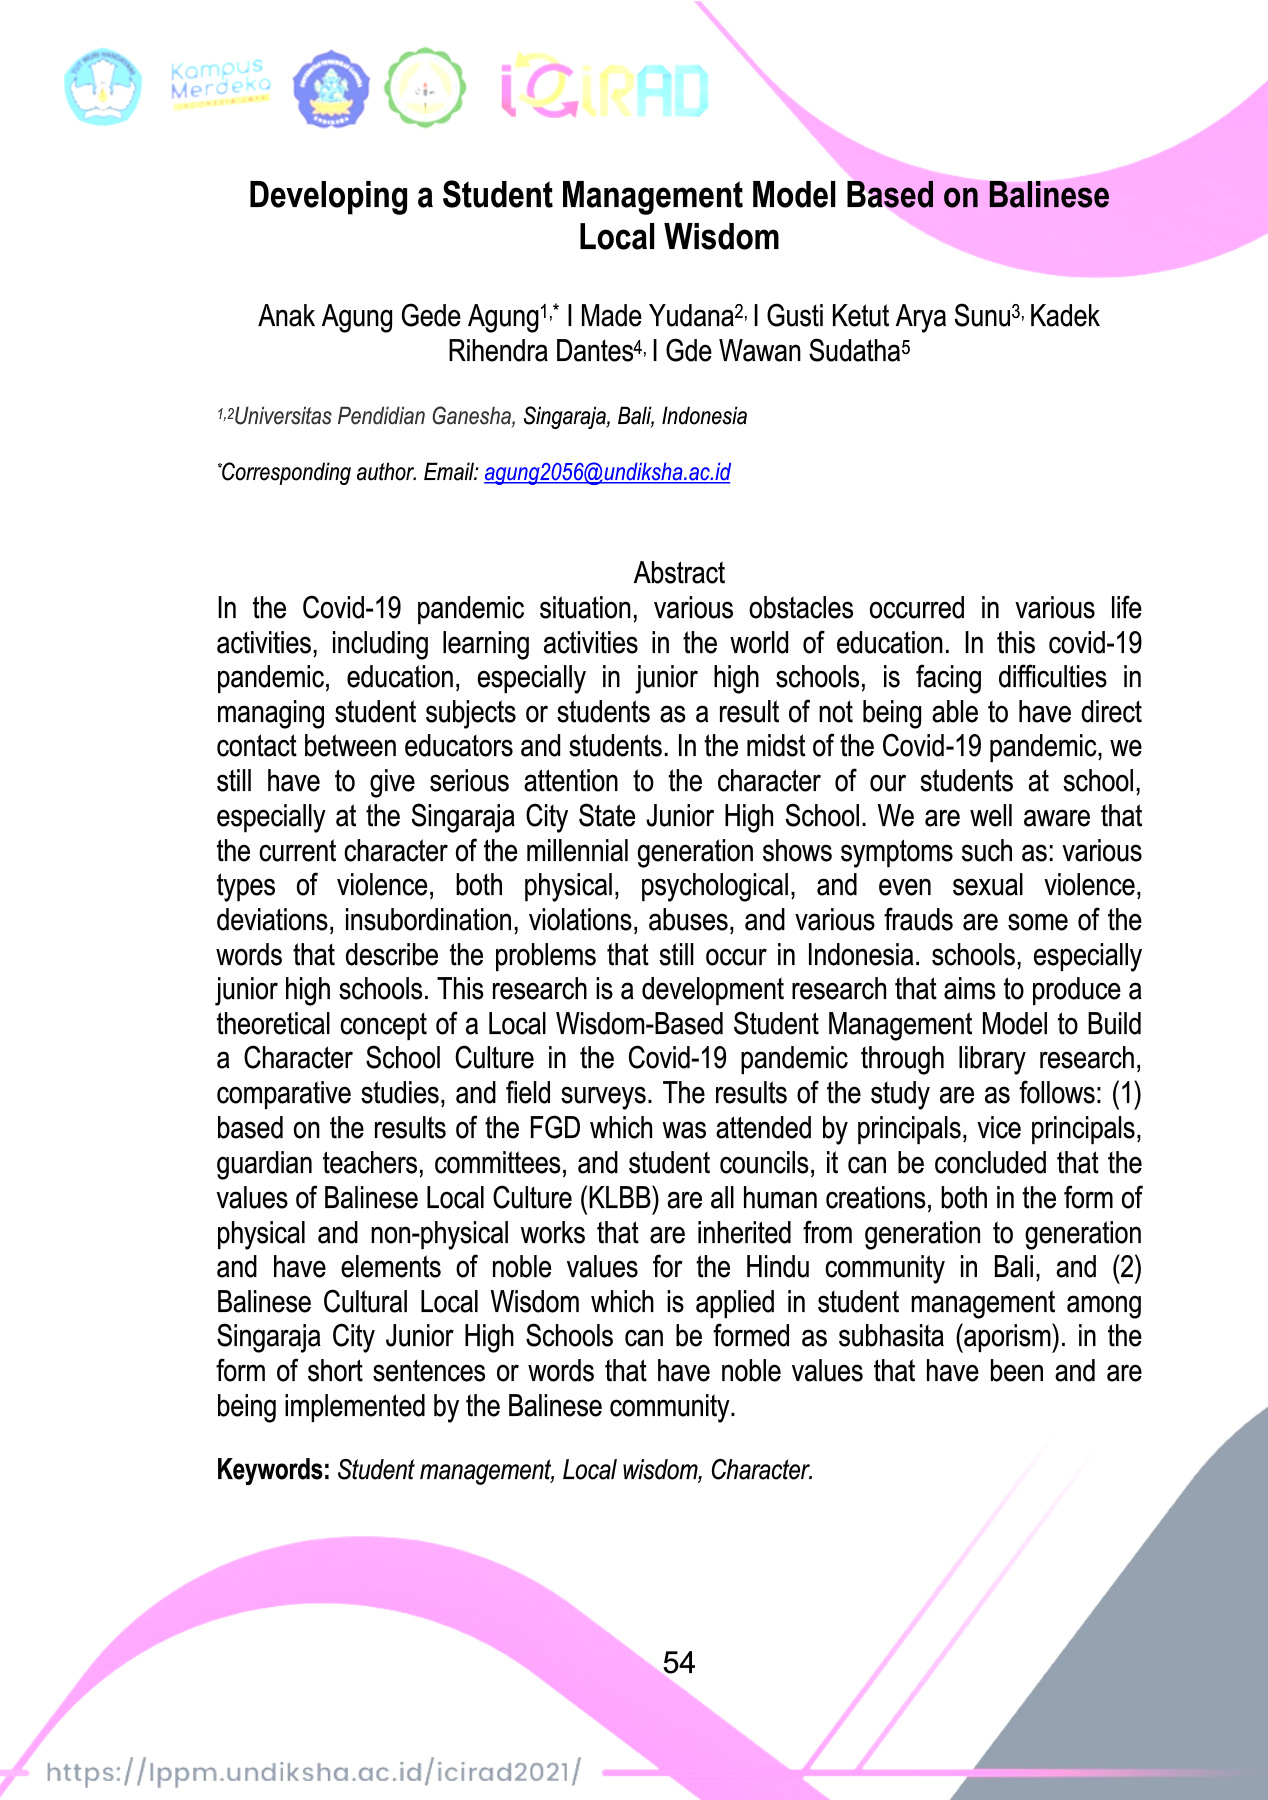 Kampus
Merdeka
INDONESIA JAYA
iCiRAD
Developing a Student Management Model Based on Balinese
Local Wisdom
Anak Agung Gede Agung1,* I Made Yudana2, I Gusti Ketut Arya Sunu3, Kadek
Rihendra Dantes4, I Gde Wawan Sudatha5
1,2Universitas Pendidian Ganesha, Singaraja, Bali, Indonesia
*Corresponding author. Email: agung2056@undiksha.ac.id
Abstract
In the Covid-19 pandemic situation, various obstacles occurred in various life
activities, including learning activities in the world of education. In this covid-19
pandemic, education, especially in junior high schools, is facing difficulties in
managing student subjects or students as a result of not being able to have direct
contact between educators and students. In the midst of the Covid-19 pandemic, we
still have to give serious attention to the character of our students at school,
especially at the Singaraja City State Junior High School. We are well aware that
the current character of the millennial generation shows symptoms such as: various
types of violence, both physical, psychological, and even sexual violence,
deviations, insubordination, violations, abuses, and various frauds are some of the
words that describe the problems that still occur in Indonesia. schools, especially
junior high schools. This research is a development research that aims to produce a
theoretical concept of a Local Wisdom-Based Student Management Model to Build
a Character School Culture in the Covid-19 pandemic through library research,
comparative studies, and field surveys. The results of the study are as follows: (1)
based on the results of the FGD which was attended by principals, vice principals,
guardian teachers, committees, and student councils, it can be concluded that the
values of Balinese Local Culture (KLBB) are all human creations, both in the form of
physical and non-physical works that are inherited from generation to generation
and have elements of noble values for the Hindu community in Bali, and (2)
Balinese Cultural Local Wisdom which is applied in student management among
Singaraja City Junior High Schools can be formed as subhasita (aporism). in the
form of short sentences or words that have noble values that have been and are
being implemented by the Balinese community.
Keywords: Student management, Local wisdom, Character.
54
https://lppm.undiksha.ac.id/icirad2021/